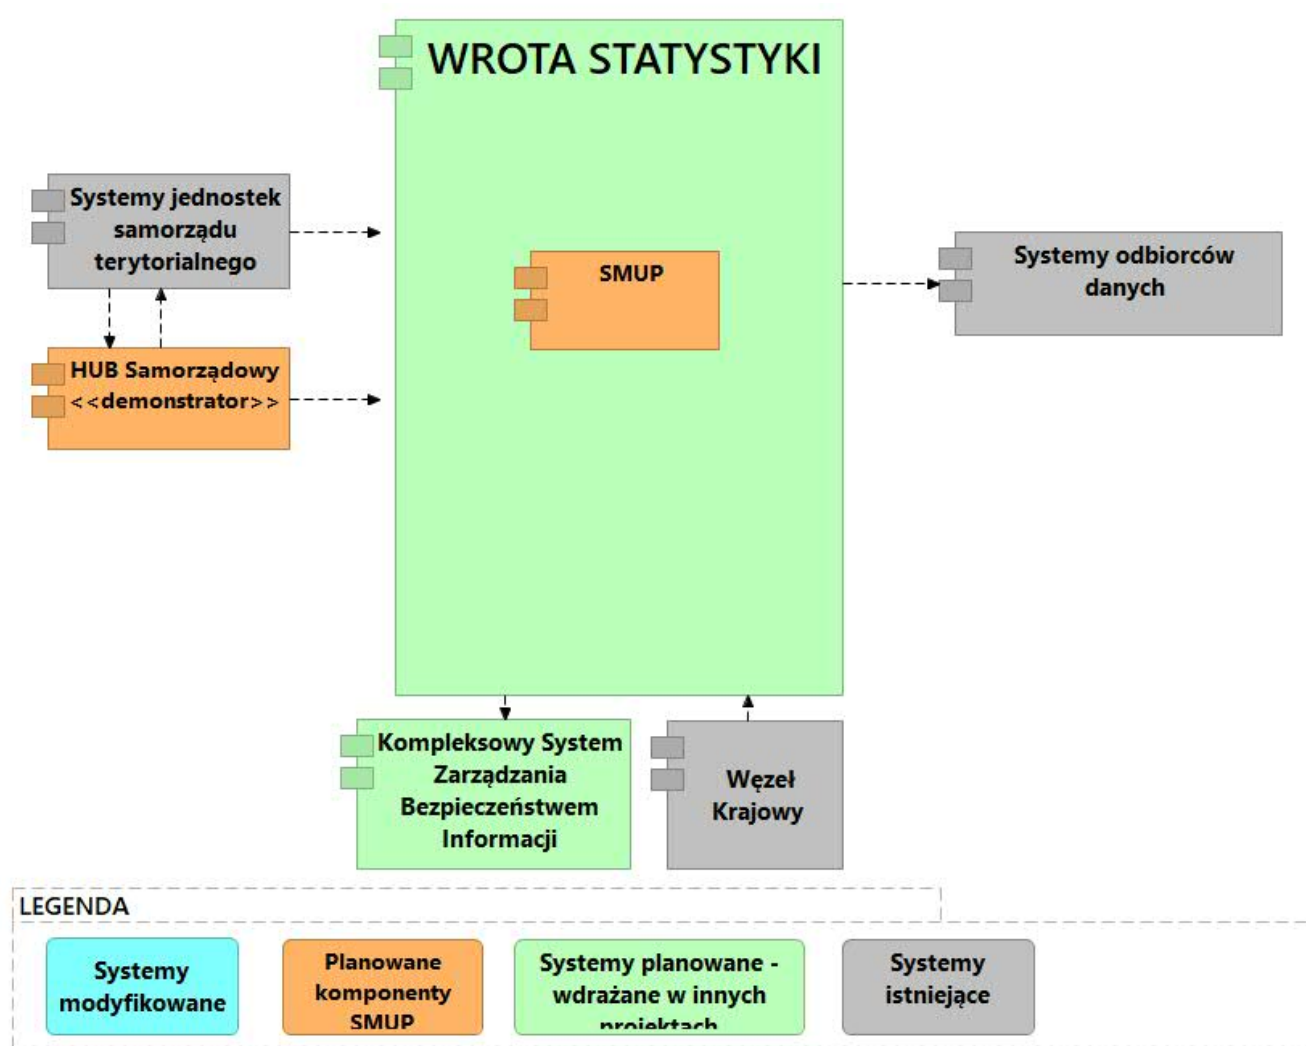 WROTA STATYSTYKI
Systemy jednostek
samorządu
terytorialnego
SMUP
Systemy odbiorców
danych
HUB Samorządowy
<<demonstrator>>
Kompleksowy System
Zarządzania
Bezpieczeństwem
Informacji
Węzeł
Krajowy
LEGENDA
Systemy
modyfikowane
Planowane
komponenty
SMUP
Systemy planowane -
wdrażane w innych
projektach
Systemy
istniejące